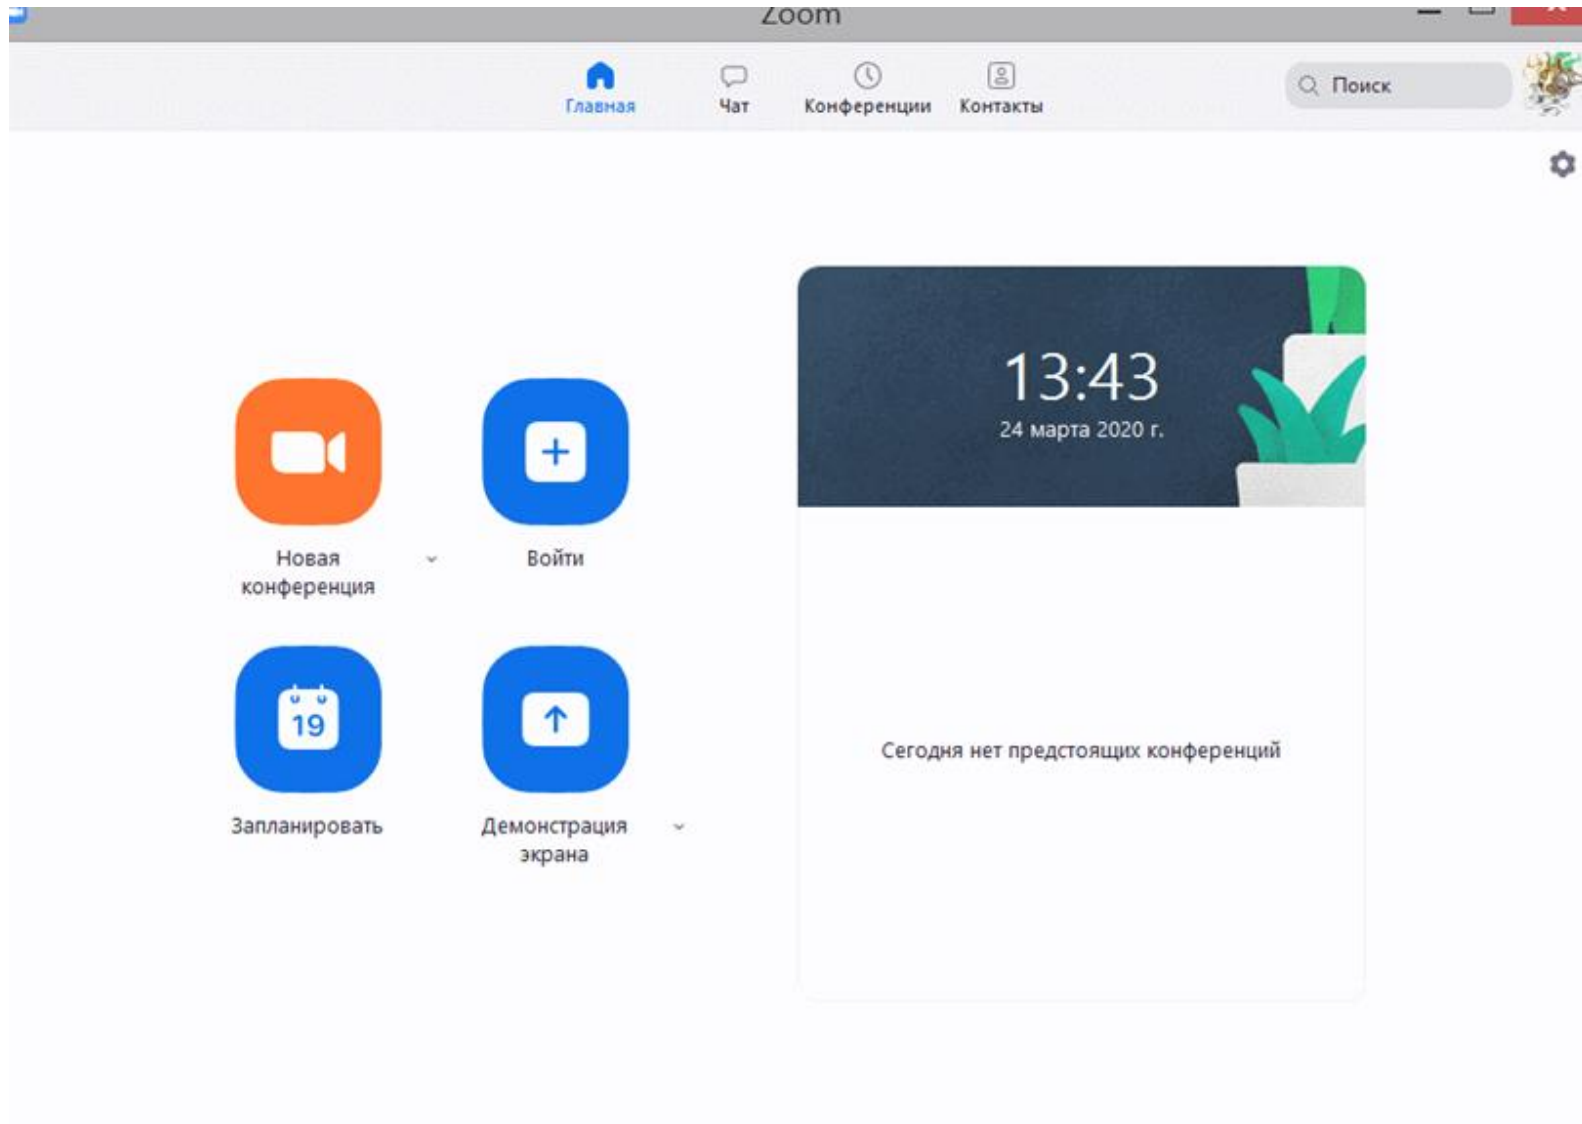 Zoom
Главная
Чат
Конференции
Контакты
Поиск
13:43
24 марта 2020 г.
Новая
конференция
Войти
19
Запланировать
Демонстрация
экрана
Сегодня нет предстоящих конференций